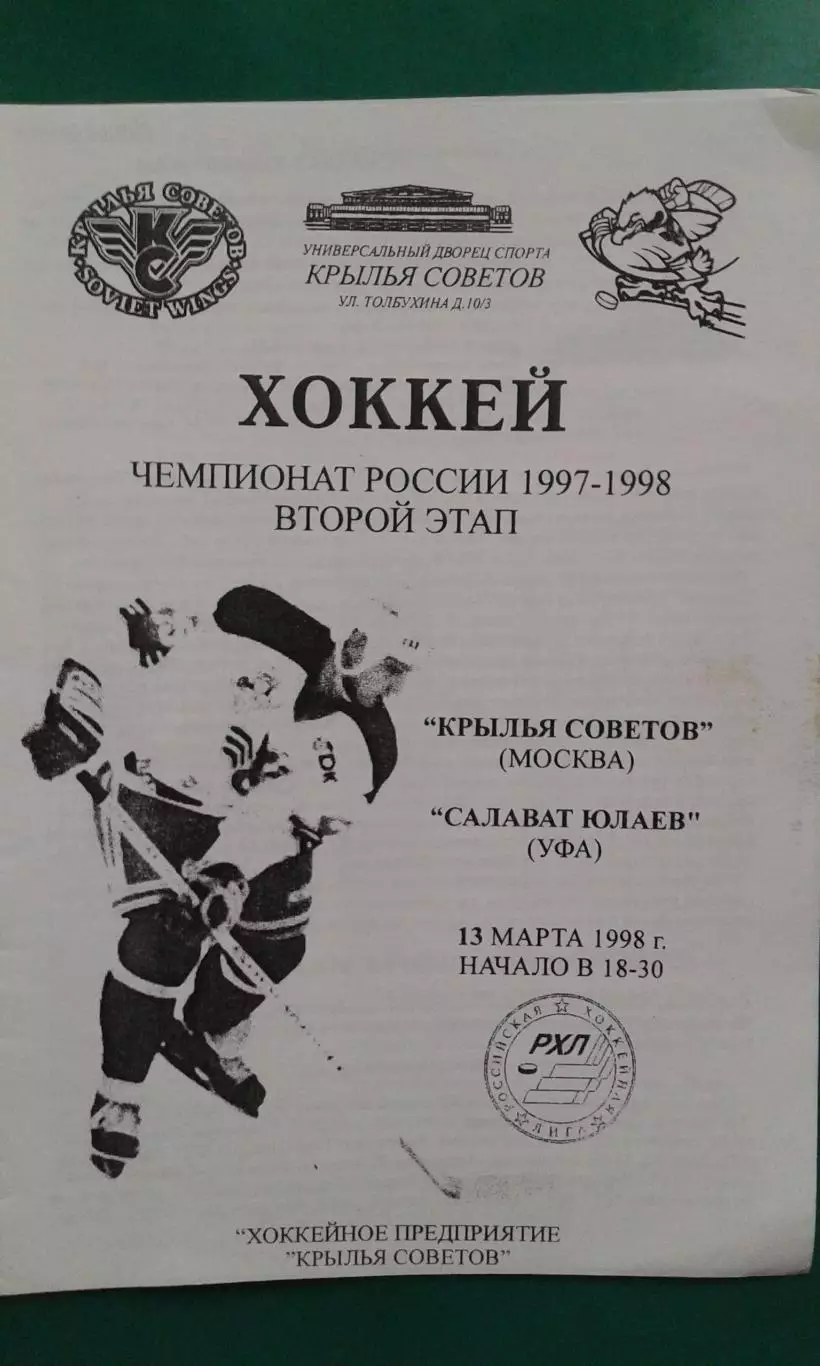 КРЫЛЬЯ СОВЕТОВ
КС
SOVIET WINGS
УНИВЕРСАЛЬНЫЙ ДВОРЕЦ СПОРТА
КРЫЛЬЯ СОВЕТОВ
УЛ. ТОЛБУХИНА Д. 10/3
ХОККЕЙ
ЧЕМПИОНАТ РОССИИ 1997-1998
ВТОРОЙ ЭТАП
“КРЫЛЬЯ СОВЕТОВ”
(МОСКВА)
“САЛАВАТ ЮЛАЕВ"
(УФА)
13 МАРТА 1998 г.
НАЧАЛО В 18-30
РОССИЙСКАЯ ХОККЕЙНАЯ ЛИГА
РХЛ
“ХОККЕЙНОЕ ПРЕДПРИЯТИЕ
”КРЫЛЬЯ СОВЕТОВ”